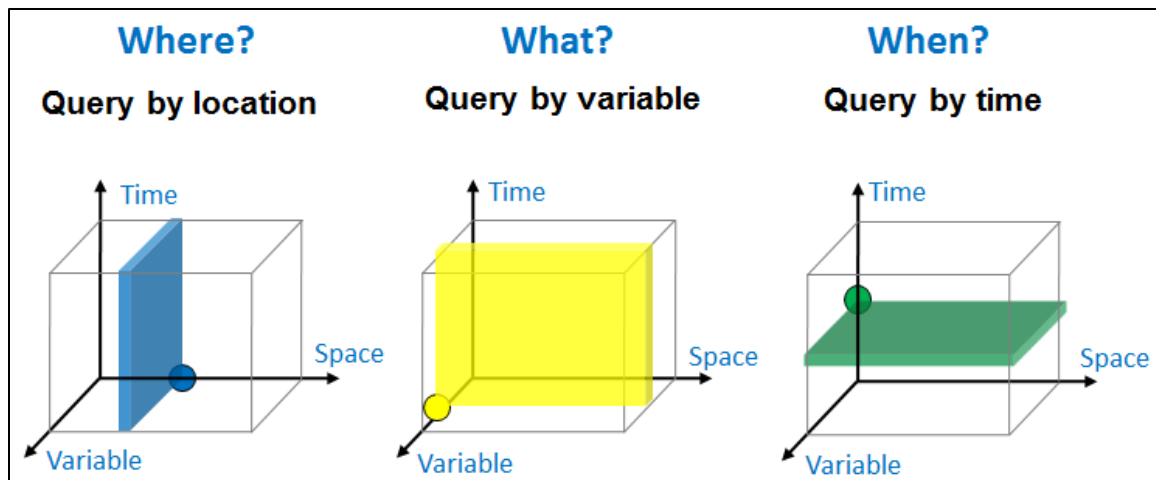 Where?
Query by location
Time
Space
Variable
What?
Query by variable
Time
Space
Variable
When?
Query by time
Time
Space
Variable